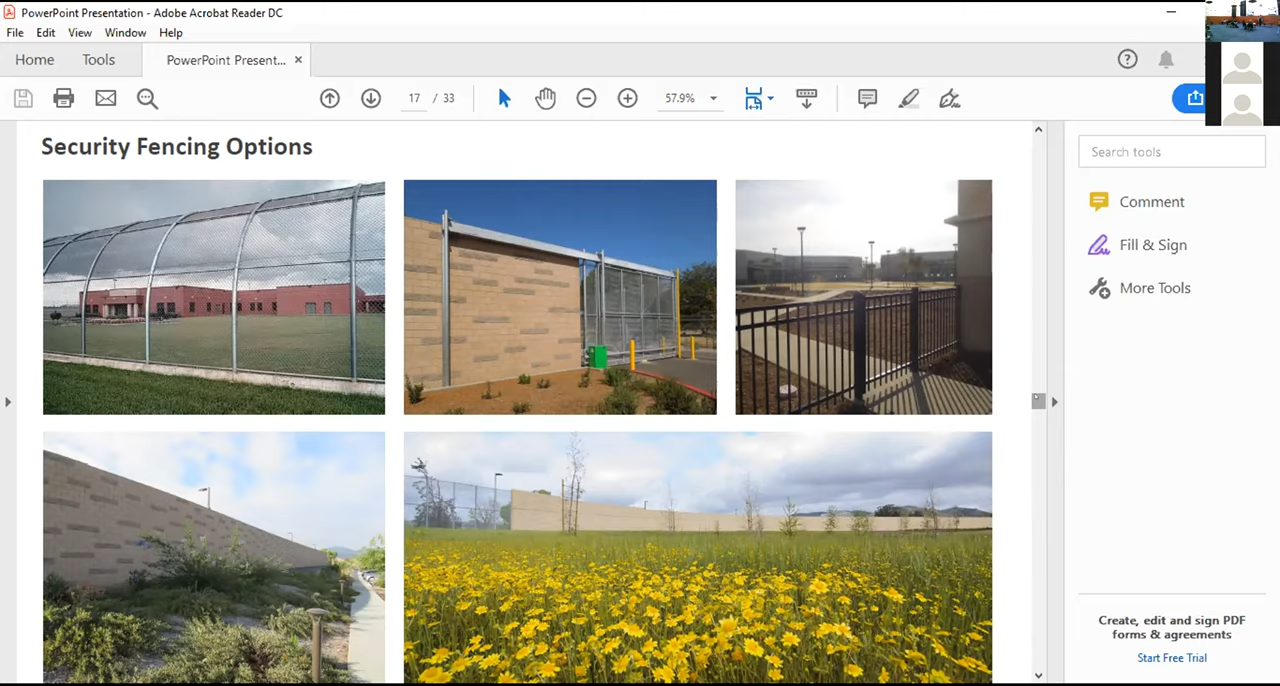 PowerPoint Presentation - Adobe Acrobat Reader DC
File Edit View Window Help
Home Tools PowerPoint Present... ×
17 / 33 57.9%
Security Fencing Options
Search tools
Comment
Fill & Sign
More Tools
Create, edit and sign PDF
forms & agreements
Start Free Trial